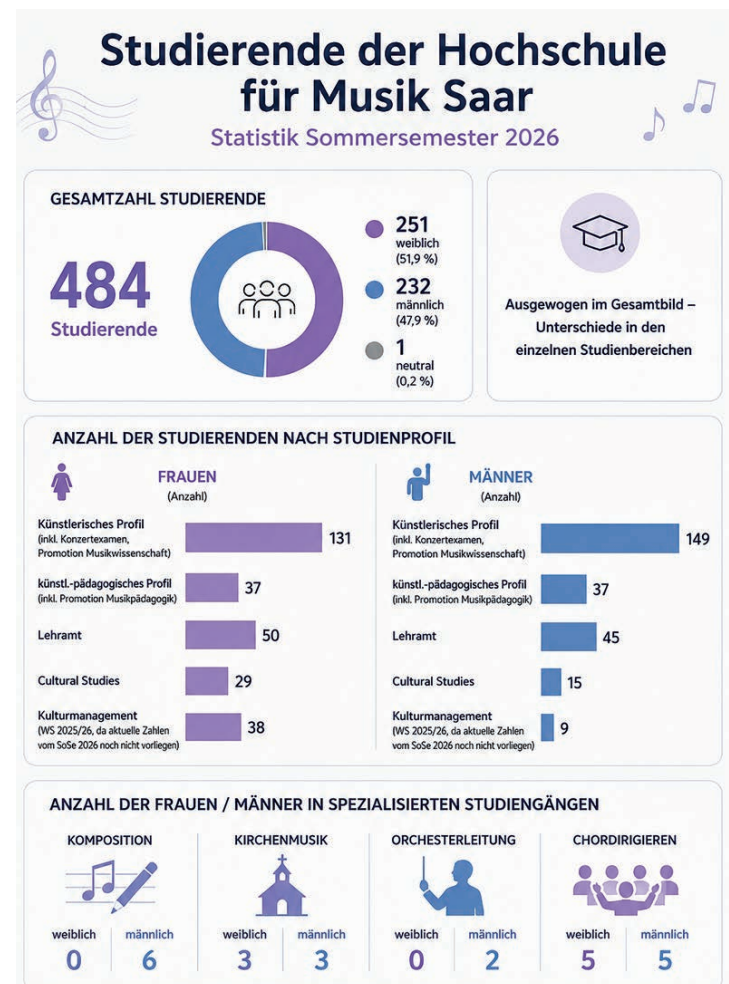 Studierende der Hochschule
für Musik Saar
Statistik Sommersemester 2026
GESAMTZAHL STUDIERENDE
484
Studierende
251
weiblich
(51,9 %)
232
männlich
(47,9 %)
1
neutral
(0,2 %)
Ausgewogen im Gesamtbild –
Unterschiede in den
einzelnen Studienbereichen
ANZAHL DER STUDIERENDEN NACH STUDIENPROFIL
FRAUEN
(Anzahl)
Künstlerisches Profil
(inkl. Konzertexamen,
Promotion Musikwissenschaft)
131
künstl.-pädagogisches Profil
(inkl. Promotion Musikpädagogik)
37
Lehramt
50
Cultural Studies
29
Kulturmanagement
(WS 2025/26, da aktuelle Zahlen
vom SoSe 2026 noch nicht vorliegen)
38
MÄNNER
(Anzahl)
Künstlerisches Profil
(inkl. Konzertexamen,
Promotion Musikwissenschaft)
149
künstl.-pädagogisches Profil
(inkl. Promotion Musikpädagogik)
37
Lehramt
45
Cultural Studies
15
Kulturmanagement
(WS 2025/26, da aktuelle Zahlen
vom SoSe 2026 noch nicht vorliegen)
9
ANZAHL DER FRAUEN / MÄNNER IN SPEZIALISIERTEN STUDIENGÄNGEN
KOMPOSITION
weiblich männlich
0 6
KIRCHENMUSIK
weiblich männlich
3 3
ORCHESTERLEITUNG
weiblich männlich
0 2
CHORDIRIGIEREN
weiblich männlich
5 5